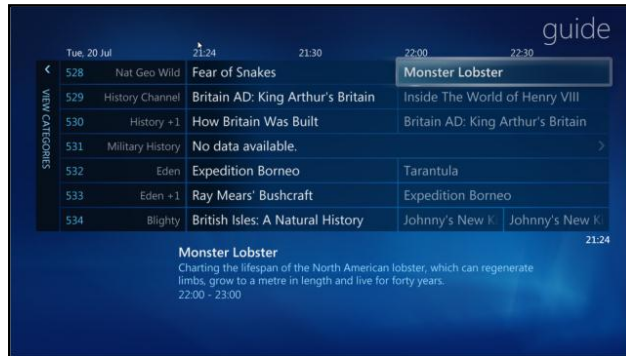 guide
Tue, 20 Jul 21:24 21:30 22:00 22:30
VIEW CATEGORIES
528 Nat Geo Wild Fear of Snakes Monster Lobster
529 History Channel Britain AD: King Arthur's Britain Inside The World of Henry VIII
530 History +1 How Britain Was Built Britain AD: King Arthur's Britain
531 Military History No data available.
532 Eden Expedition Borneo Tarantula
533 Eden +1 Ray Mears' Bushcraft Expedition Borneo
534 Blighty British Isles: A Natural History Johnny's New Ki Johnny's New Ki
21:24
Monster Lobster
Charting the lifespan of the North American lobster, which can regenerate
limbs, grow to a metre in length and live for forty years.
22:00 - 23:00